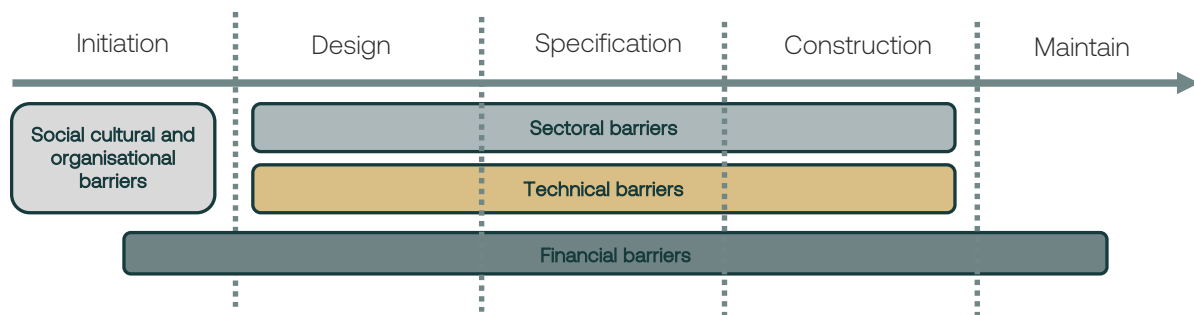 Initiation
Design
Specification
Construction
Maintain
Social cultural and
organisational
barriers
Sectoral barriers
Technical barriers
Financial barriers